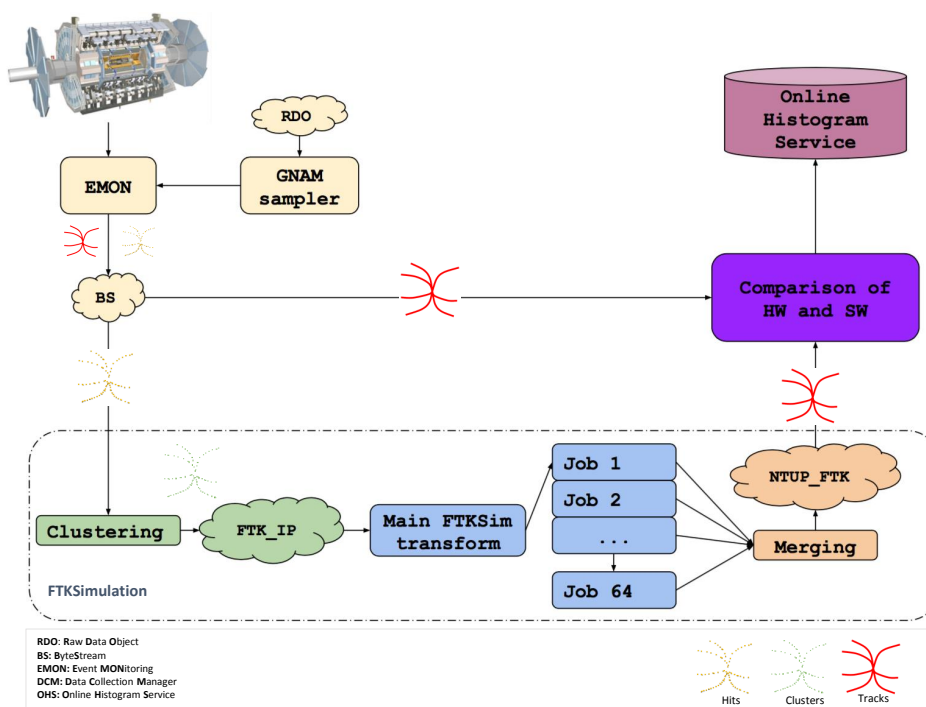 RDO
Online
Histogram
Service
EMON
GNAM
sampler
BS
Comparison of
HW and SW
Job 1
NTUP_FTK
Job 2
Clustering
FTK_IP
Main FTKSim
transform
...
Merging
Job 64
FTKSimulation
RDO: Raw Data Object
BS: ByteStream
EMON: Event MONitoring
DCM: Data Collection Manager
OHS: Online Histogram Service
Hits
Clusters
Tracks